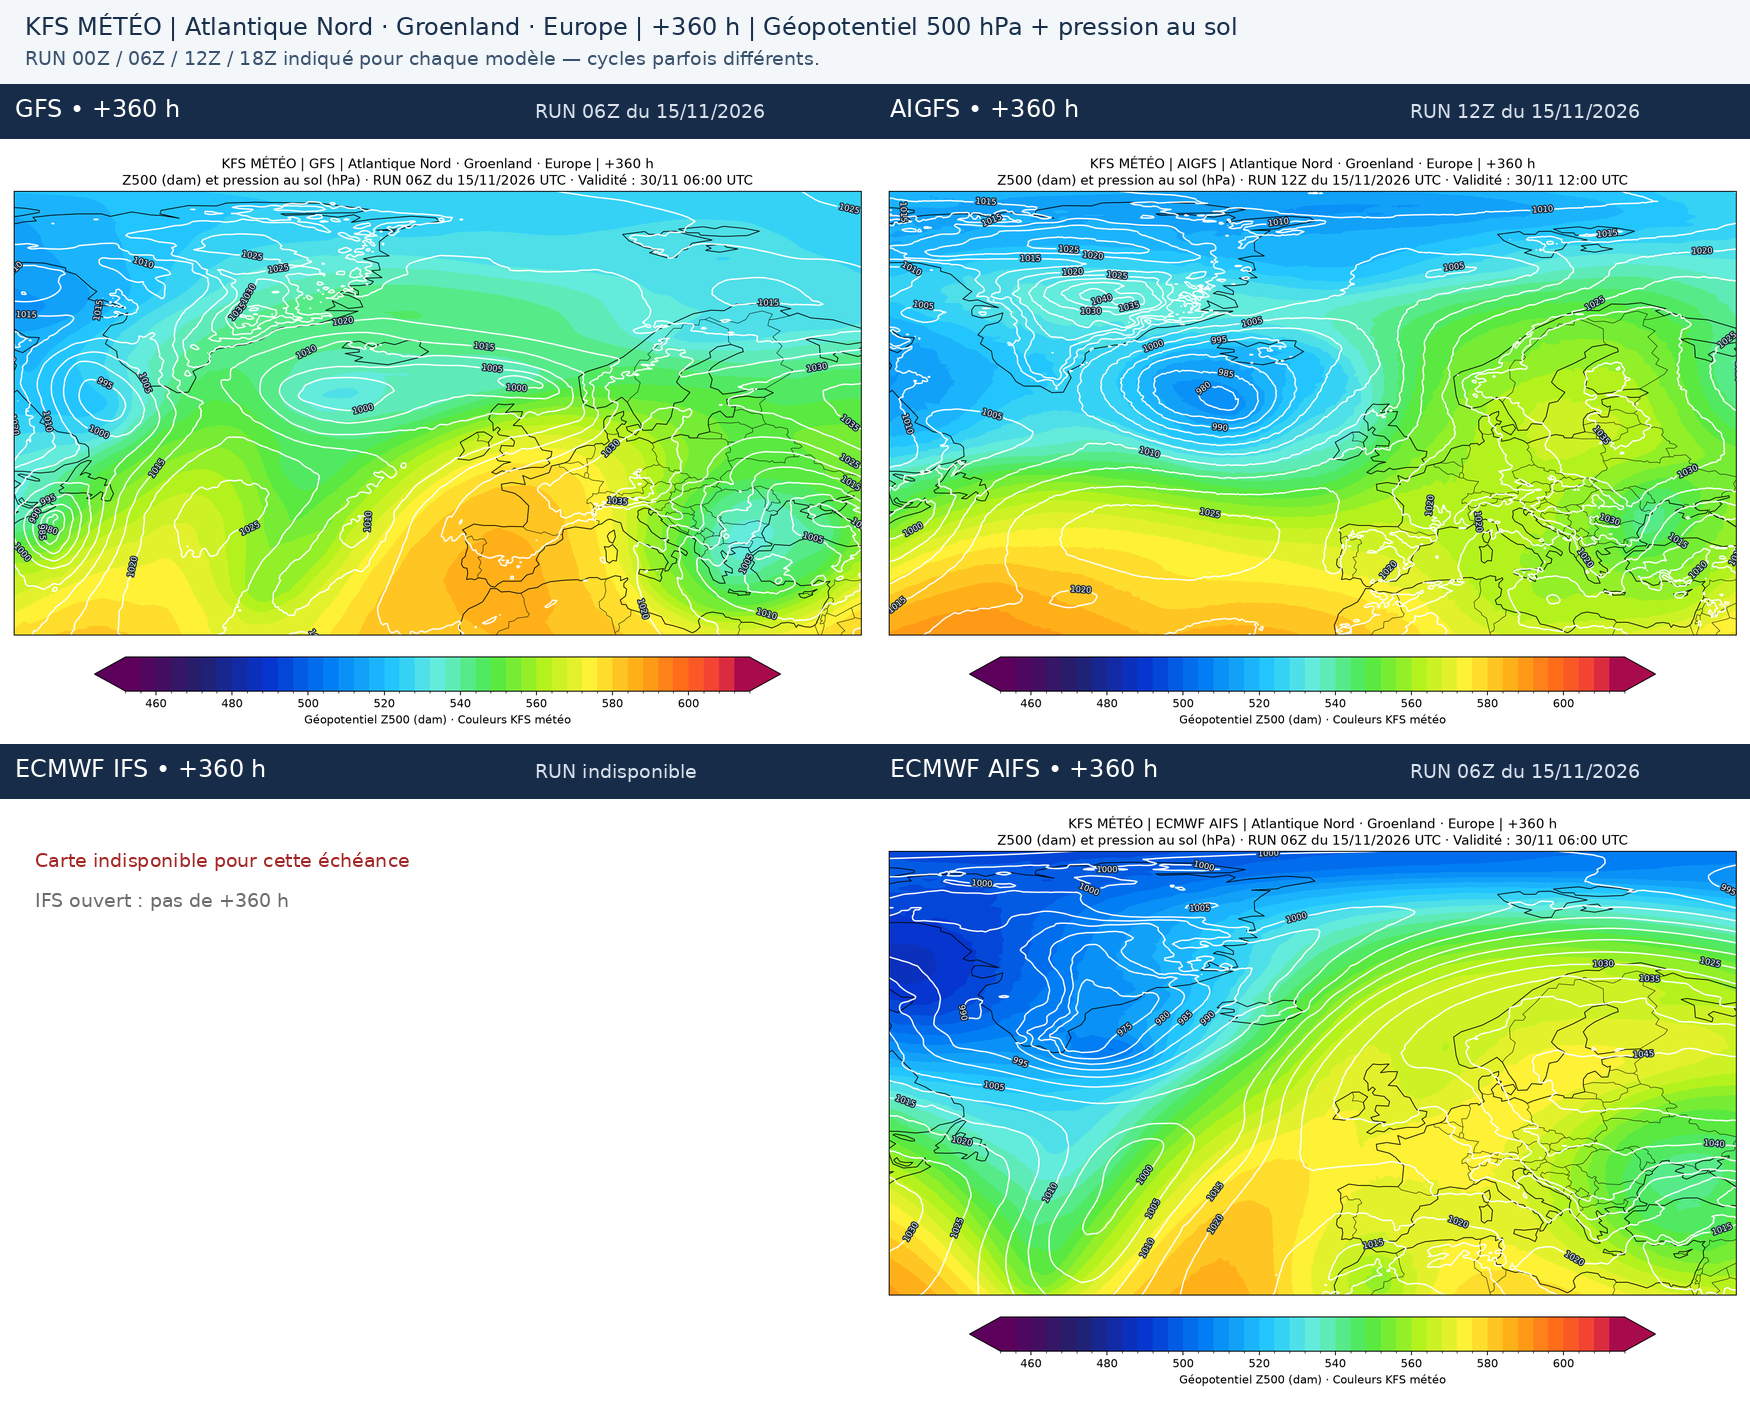 KFS MÉTÉO | Atlantique Nord · Groenland · Europe | +360 h | Géopotentiel 500 hPa + pression au sol
RUN 00Z / 06Z / 12Z / 18Z indiqué pour chaque modèle — cycles parfois différents.
GFS • +360 h
RUN 06Z du 15/11/2026
AIGFS • +360 h
RUN 12Z du 15/11/2026
KFS MÉTÉO | GFS | Atlantique Nord · Groenland · Europe | +360 h
Z500 (dam) et pression au sol (hPa) · RUN 06Z du 15/11/2026 UTC · Validité : 30/11 06:00 UTC
KFS MÉTÉO | AIGFS | Atlantique Nord · Groenland · Europe | +360 h
Z500 (dam) et pression au sol (hPa) · RUN 12Z du 15/11/2026 UTC · Validité : 30/11 12:00 UTC
460 480 500 520 540 560 580 600
Géopotentiel Z500 (dam) · Couleurs KFS météo
460 480 500 520 540 560 580 600
Géopotentiel Z500 (dam) · Couleurs KFS météo
ECMWF IFS • +360 h
RUN indisponible
ECMWF AIFS • +360 h
RUN 06Z du 15/11/2026
Carte indisponible pour cette échéance
IFS ouvert : pas de +360 h
KFS MÉTÉO | ECMWF AIFS | Atlantique Nord · Groenland · Europe | +360 h
Z500 (dam) et pression au sol (hPa) · RUN 06Z du 15/11/2026 UTC · Validité : 30/11 06:00 UTC
460 480 500 520 540 560 580 600
Géopotentiel Z500 (dam) · Couleurs KFS météo